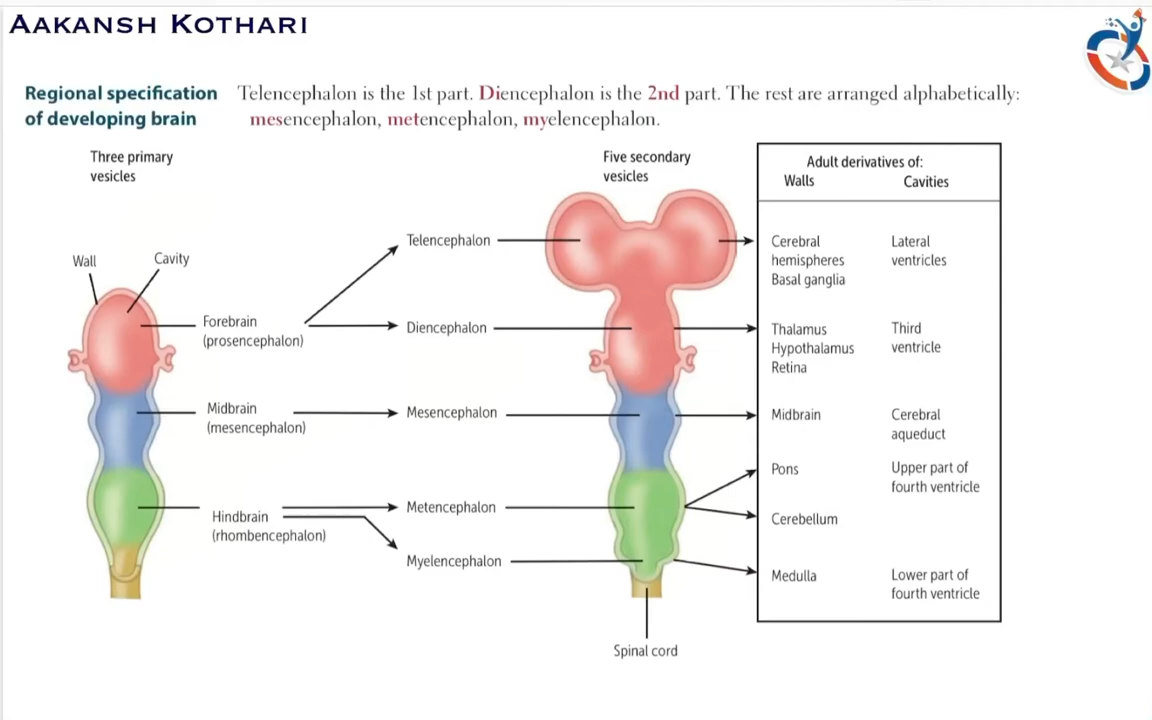 AAKANSH KOTHARI
Regional specification
of developing brain
Telencephalon is the 1st part. Diencephalon is the 2nd part. The rest are arranged alphabetically:
mesencephalon, metencephalon, myelencephalon.
Three primary
vesicles
Five secondary
vesicles
Adult derivatives of:
Walls
Cavities
Wall
Cavity
Forebrain
(prosencephalon)
Midbrain
(mesencephalon)
Hindbrain
(rhombencephalon)
Telencephalon
Diencephalon
Mesencephalon
Metencephalon
Myelencephalon
Spinal cord
Cerebral
hemispheres
Basal ganglia
Lateral
ventricles
Thalamus
Hypothalamus
Retina
Third
ventricle
Midbrain
Cerebral
aqueduct
Pons
Upper part of
fourth ventricle
Cerebellum
Medulla
Lower part of
fourth ventricle